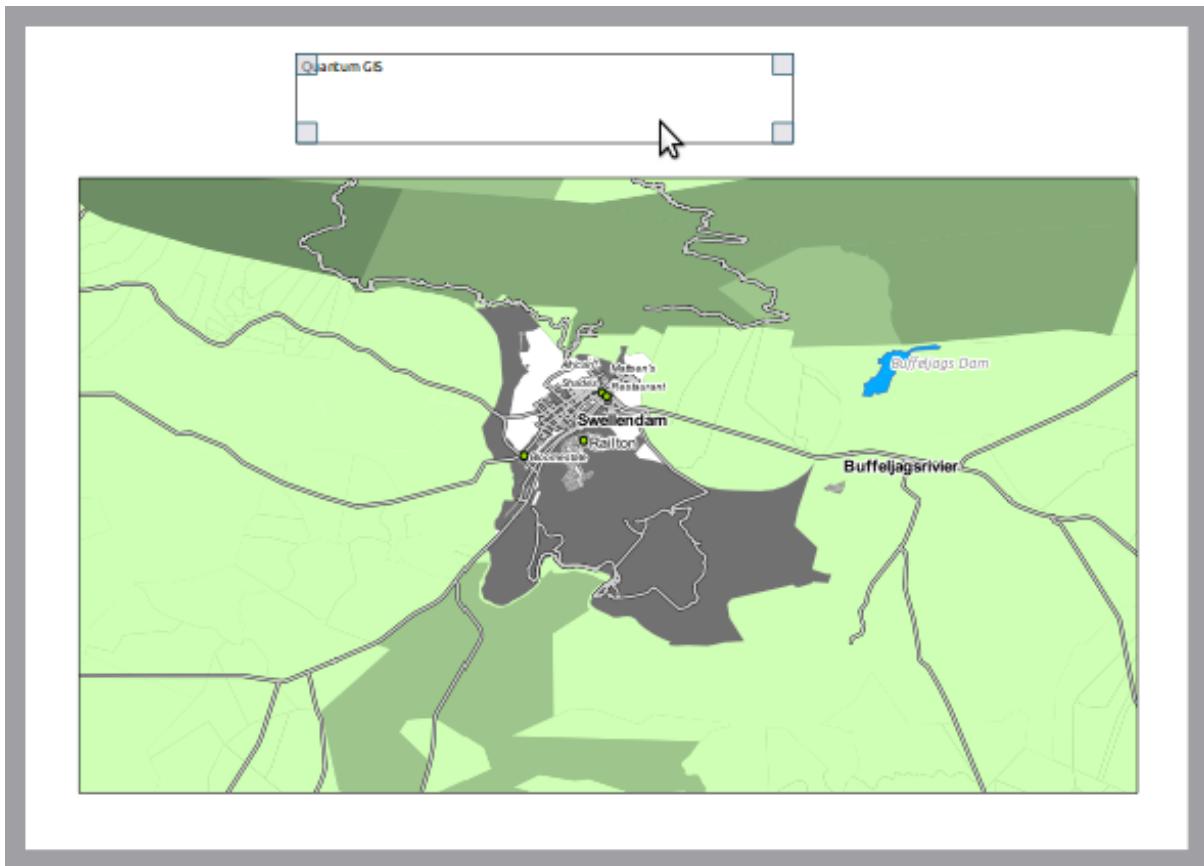 Quantum GIS
Buffeljags Dam
Restaurant
Swellendam
Railton
Buffeljagsrivier